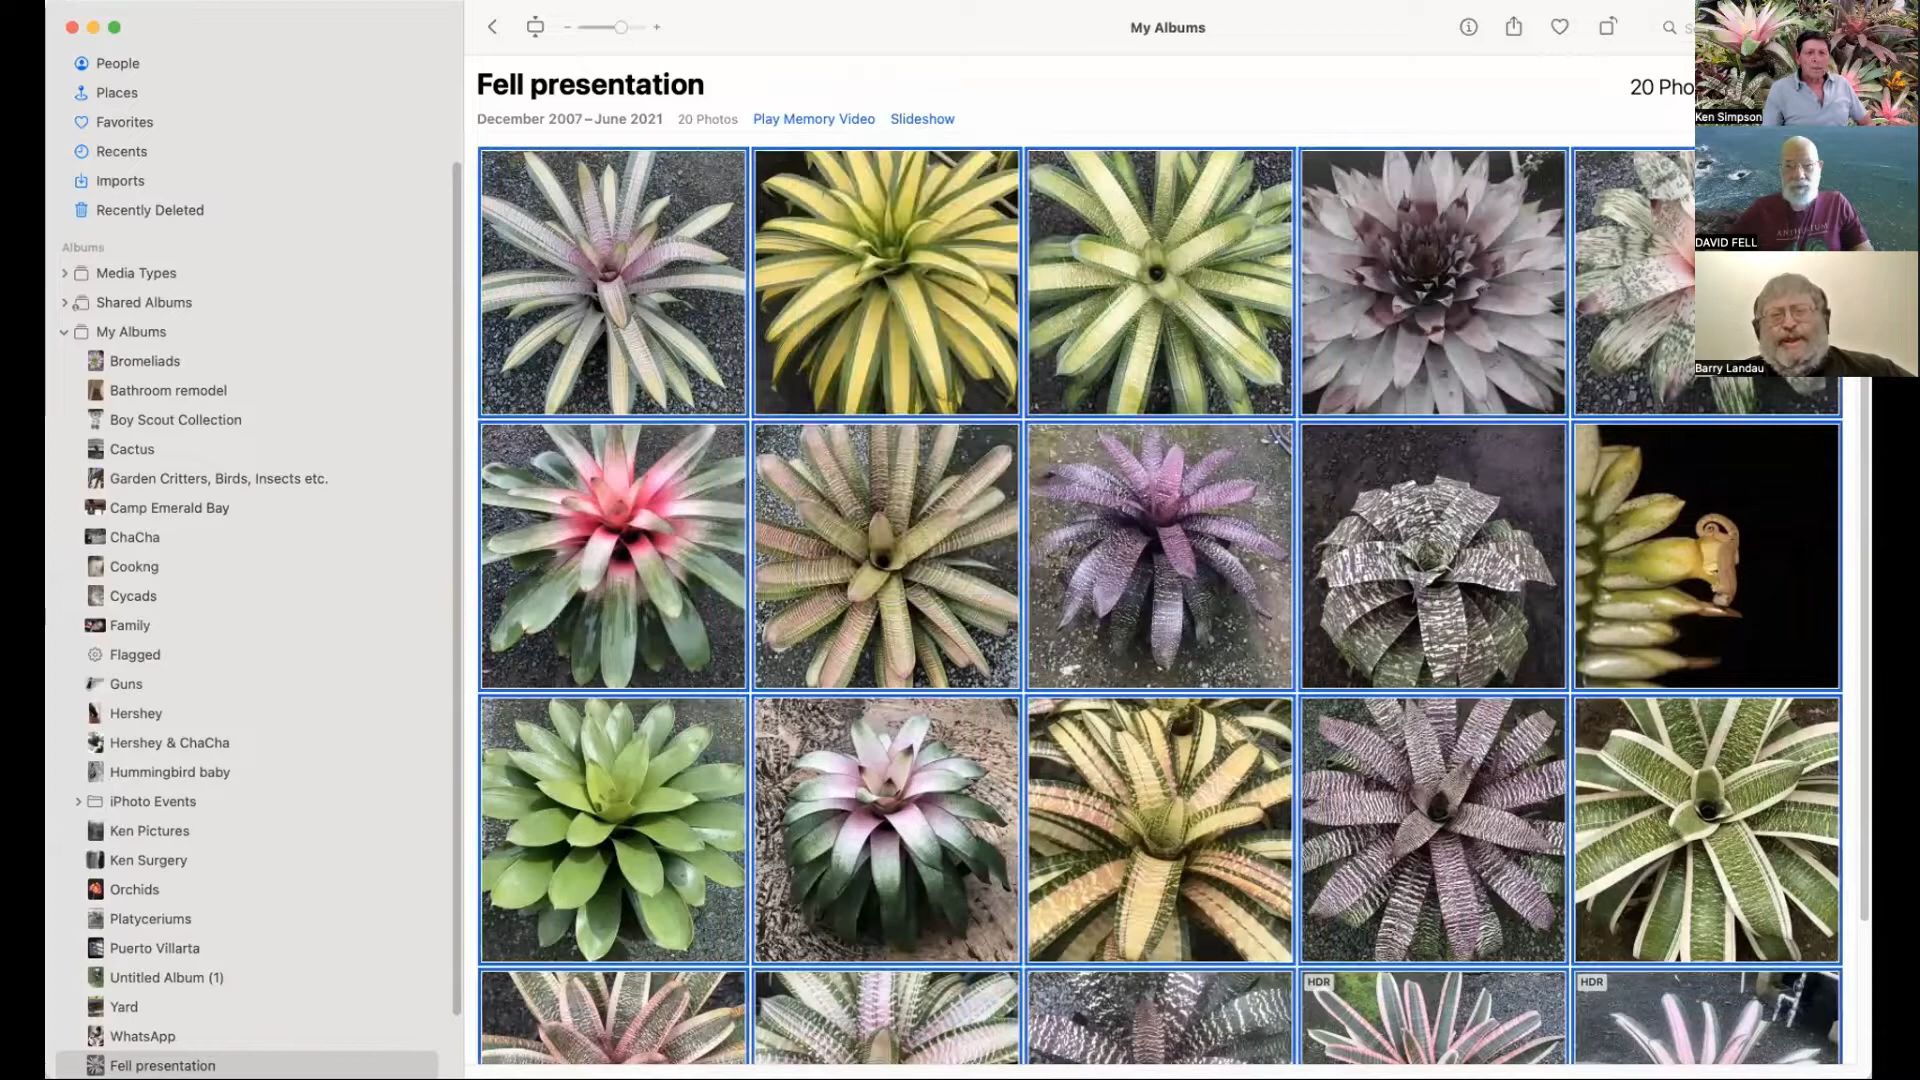 People
Places
Favorites
Recents
Imports
Recently Deleted
Albums
Media Types
Shared Albums
My Albums
Bromeliads
Bathroom remodel
Boy Scout Collection
Cactus
Garden Critters, Birds, Insects etc.
Camp Emerald Bay
ChaCha
Cookng
Cycads
Family
Flagged
Guns
Hershey
Hershey & ChaCha
Hummingbird baby
iPhoto Events
Ken Pictures
Ken Surgery
Orchids
Platyceriums
Puerto Villarta
Untitled Album (1)
Yard
WhatsApp
Fell presentation
My Albums
Fell presentation
20 Pho
December 2007–June 2021 20 Photos Play Memory Video Slideshow
HDR
HDR
Ken Simpson
ANTHURIUM
DAVID FELL
Barry Landau